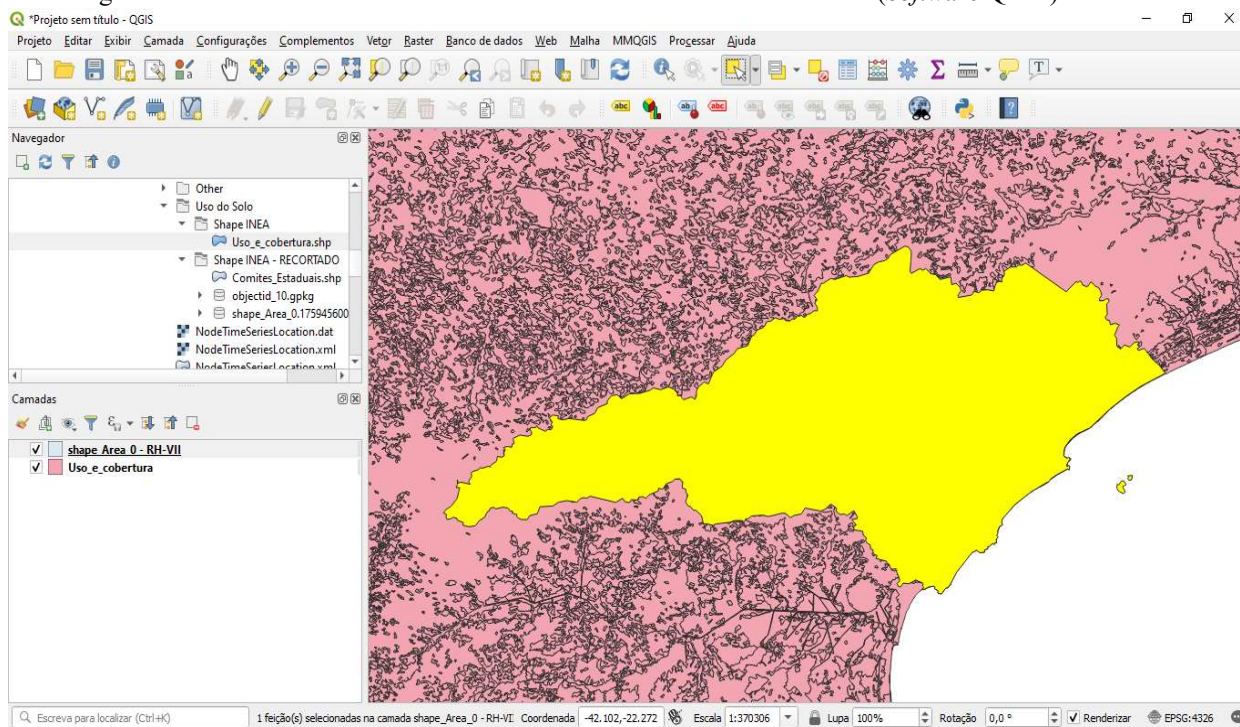 *Projeto sem título - QGIS
Projeto Editar Exibir Camada Configurações Complementos Vetor Raster Banco de dados Web Malha MMQGIS Processar Ajuda
Navegador
Other
Uso do Solo
Shape INEA
Uso_e_cobertura.shp
Shape INEA - RECORTADO
Comites_Estaduais.shp
objectid_10.gpkg
shape_Area_0.175945600
NodeTimeSeriesLocation.dat
NodeTimeSeriesLocation.xml
NodeTimeSeriesLocation.xml
Camadas
shape_Area_0 - RH-VII
Uso_e_cobertura
Escreva para localizar (Ctrl+K) 1 feição(s) selecionadas na camada shape_Area_0 - RH-VII Coordenada -42.102,-22.272 Escala 1:370306 Lupa 100% Rotação 0,0 ° Renderizar EPSG:4326